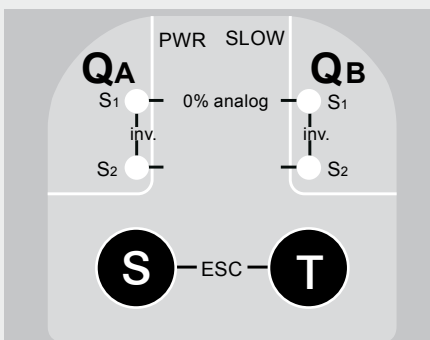 PWR SLOW
QA QB
S1 0% analog S1
inv. inv.
S2 S2
S ESC T